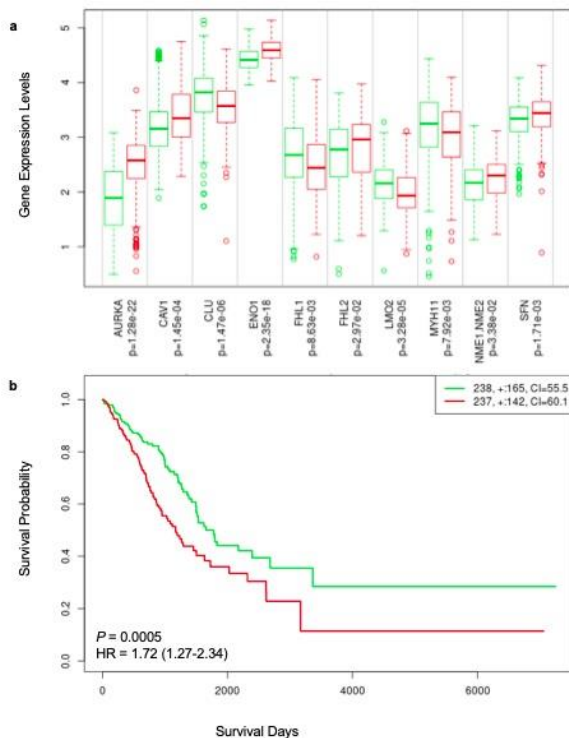 a
Gene Expression Levels
5
4
3
2
1
AURKA
p=1.28e-22
CAV1
p=1.45e-04
CLU
p=1.47e-06
ENO1
p=2.35e-18
FHL1
p=8.63e-03
FHL2
p=2.97e-02
LMO2
p=3.28e-05
MYH11
p=7.92e-03
NME1.NME2
p=3.38e-02
SFN
p=1.71e-03
b
238, +:165, CI=55.5
237, +:142, CI=60.1
Survival Probability
1.0
0.8
0.6
0.4
0.2
0.0
P = 0.0005
HR = 1.72 (1.27-2.34)
0
2000
4000
6000
Survival Days